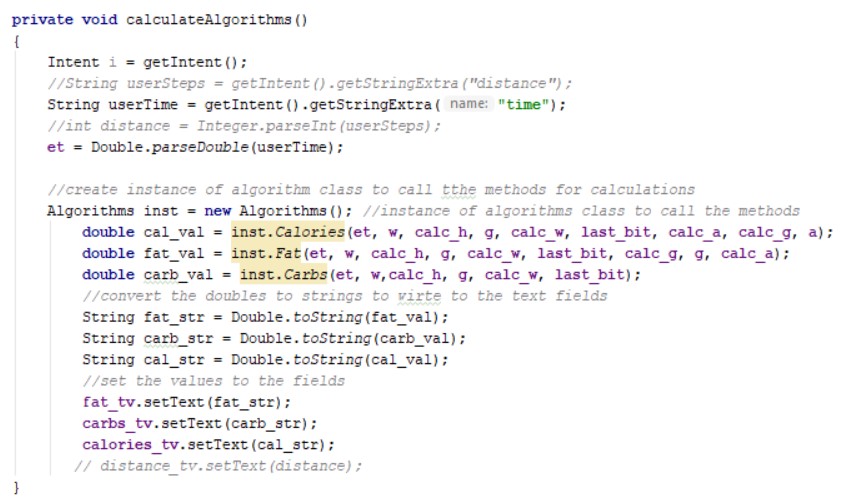 private void calculateAlgorithms()
{
Intent i = getIntent();
//String userSteps = getIntent().getStringExtra("distance");
String userTime = getIntent().getStringExtra( name: "time");
//int distance = Integer.parseInt(userSteps);
et = Double.parseDouble(userTime);
//create instance of algorithm class to call tthe methods for calculations
Algorithms inst = new Algorithms(); //instance of algorithms class to call the methods
double cal_val = inst.Calories(et, w, calc_h, g, calc_w, last_bit, calc_a, calc_g, a);
double fat_val = inst.Fat(et, w, calc_h, g, calc_w, last_bit, calc_g, g, calc_a);
double carb_val = inst.Carbs(et, w,calc_h, g, calc_w, last_bit);
//convert the doubles to strings to wirte to the text fields
String fat_str = Double.toString(fat_val);
String carb_str = Double.toString(carb_val);
String cal_str = Double.toString(cal_val);
//set the values to the fields
fat_tv.setText(fat_str);
carbs_tv.setText(carb_str);
calories_tv.setText(cal_str);
// distance_tv.setText(distance);
}